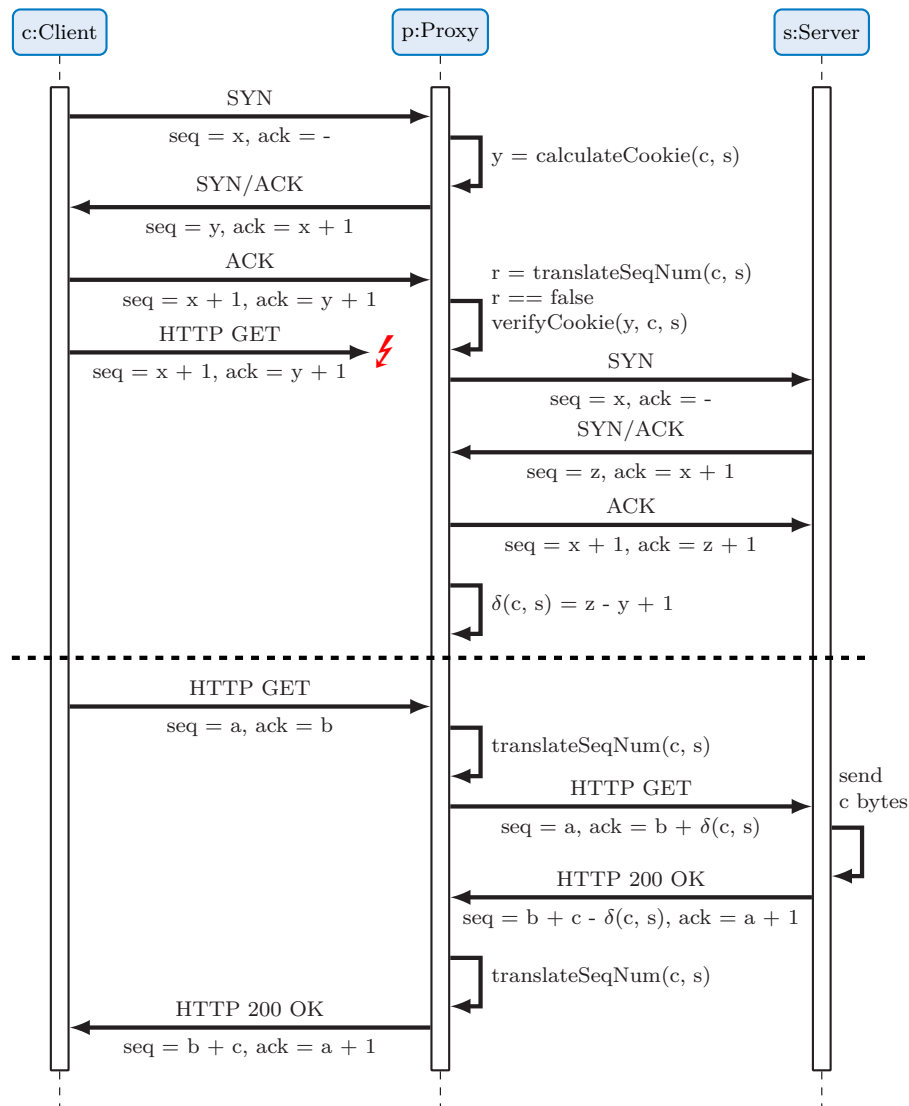 c:Client
p:Proxy
s:Server
SYN
seq = x, ack = -
y = calculateCookie(c, s)
SYN/ACK
seq = y, ack = x + 1
ACK
seq = x + 1, ack = y + 1
r = translateSeqNum(c, s)
r == false
verifyCookie(y, c, s)
HTTP GET
seq = x + 1, ack = y + 1
SYN
seq = x, ack = -
SYN/ACK
seq = z, ack = x + 1
ACK
seq = x + 1, ack = z + 1
δ(c, s) = z - y + 1
HTTP GET
seq = a, ack = b
translateSeqNum(c, s)
HTTP GET
seq = a, ack = b + δ(c, s)
send
c bytes
HTTP 200 OK
seq = b + c - δ(c, s), ack = a + 1
translateSeqNum(c, s)
HTTP 200 OK
seq = b + c, ack = a + 1